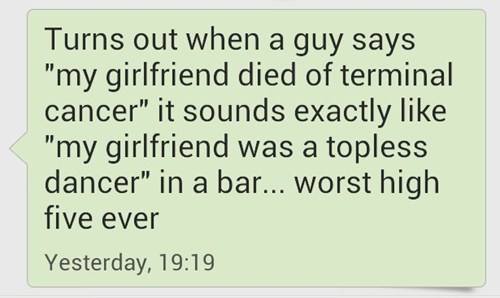 Turns out when a guy says
"my girlfriend died of terminal
cancer" it sounds exactly like
"my girlfriend was a topless
dancer" in a bar... worst high
five ever
Yesterday, 19:19